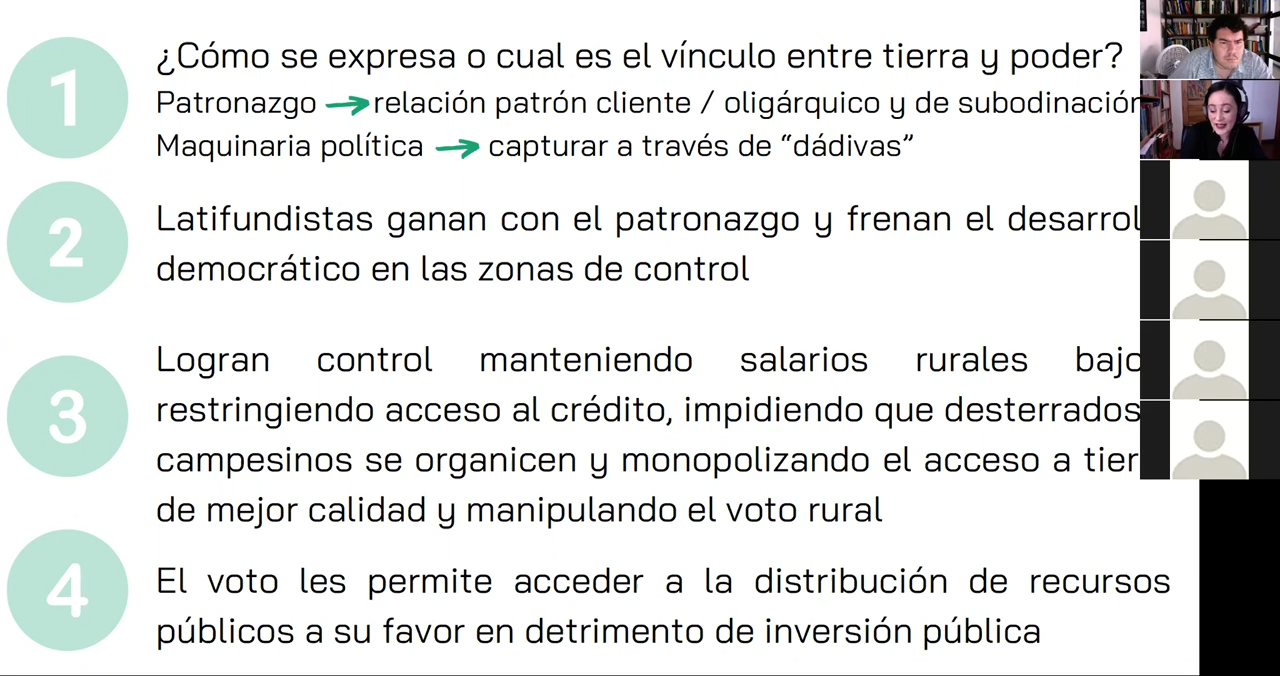 1
¿Cómo se expresa o cual es el vínculo entre tierra y poder?
Patronazgo → relación patrón cliente / oligárquico y de subodinación
Maquinaria política → capturar a través de “dádivas”
2
Latifundistas ganan con el patronazgo y frenan el desarrol
democrático en las zonas de control
3
Logran control manteniendo salarios rurales bajo
restringiendo acceso al crédito, impidiendo que desterrados
campesinos se organicen y monopolizando el acceso a tier
de mejor calidad y manipulando el voto rural
4
El voto les permite acceder a la distribución de recursos
públicos a su favor en detrimento de inversión pública